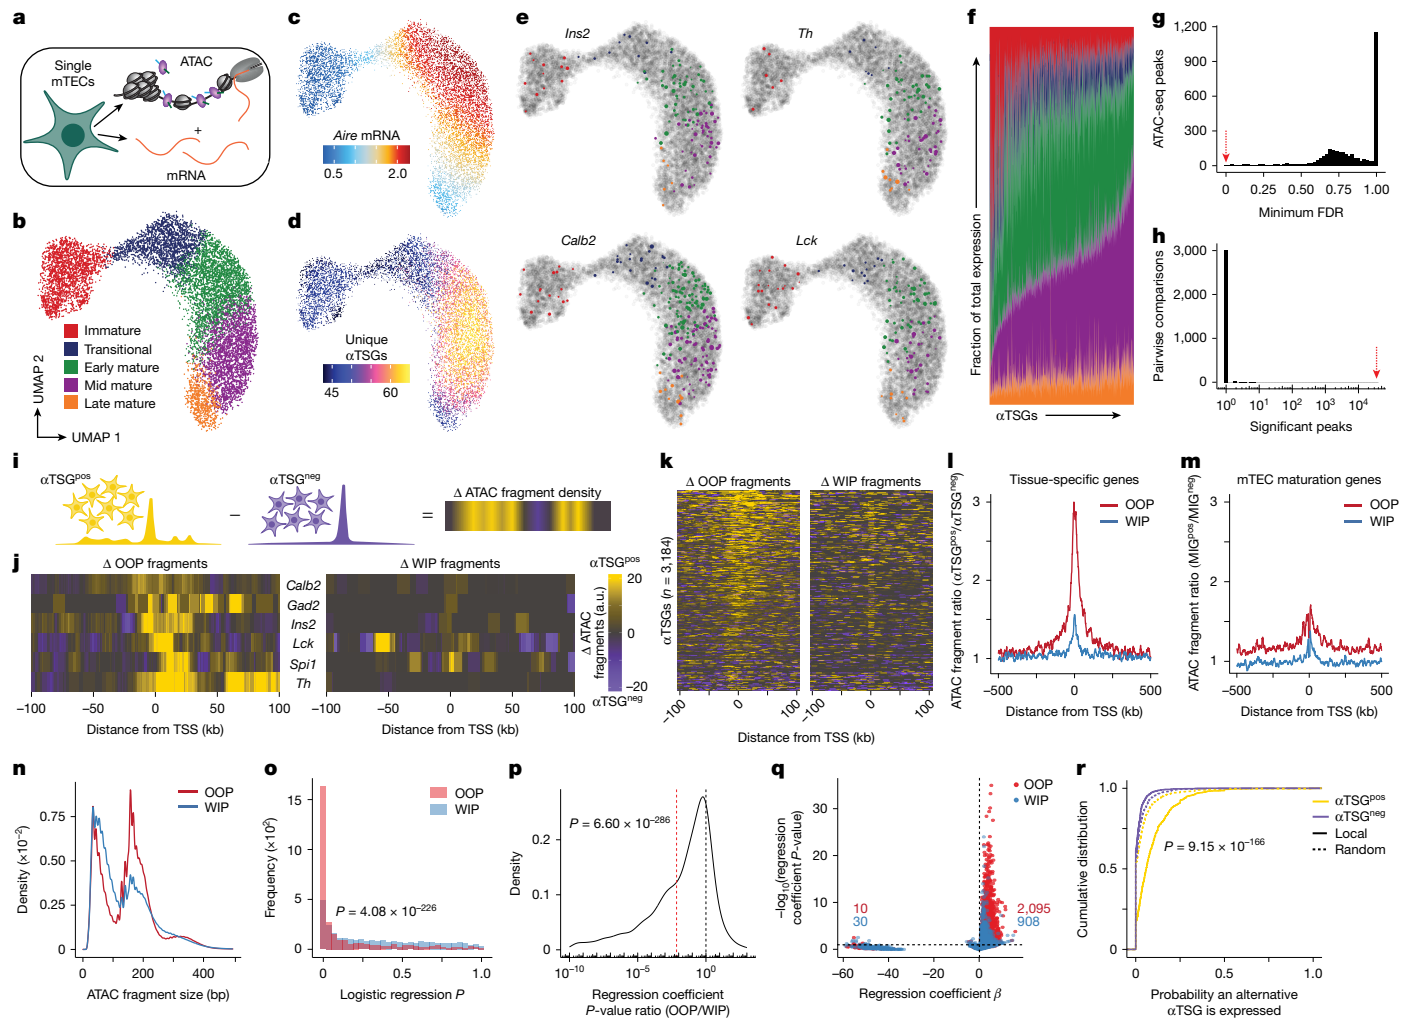 a
Single
mTECs
ATAC
+
mRNA
b
Immature
Transitional
Early mature
Mid mature
Late mature
UMAP 2
UMAP 1
c
Aire mRNA
0.5 2.0
d
Unique
αTSGs
45 60
e
Ins2
Th
Calb2
Lck
f
Fraction of total expression
αTSGs
g
ATAC-seq peaks
1,200
900
600
300
0
0 0.25 0.50 0.75 1.00
Minimum FDR
h
Pairwise comparisons
3,000
2,000
1,000
0
10⁰ 10¹ 10² 10³ 10⁴
Significant peaks
i
αTSGᵖᵒˢ
−
αTSGⁿᵉᵍ
=
Δ ATAC fragment density
j
Δ OOP fragments
Δ WIP fragments
Calb2
Gad2
Ins2
Lck
Spi1
Th
−100 −50 0 50 100
Distance from TSS (kb)
−100 −50 0 50 100
Distance from TSS (kb)
αTSGᵖᵒˢ
20
0
−20
αTSGⁿᵉᵍ
Δ ATAC
fragments (a.u.)
k
Δ OOP fragments
Δ WIP fragments
αTSGs (n = 3,184)
−100 0 100
−100 0 100
Distance from TSS (kb)
l
Tissue-specific genes
OOP
WIP
ATAC fragment ratio (αTSGᵖᵒˢ/αTSGⁿᵉᵍ)
3
2
1
−500 0 500
Distance from TSS (kb)
m
mTEC maturation genes
OOP
WIP
ATAC fragment ratio (MIGᵖᵒˢ/MIGⁿᵉᵍ)
3
2
1
−500 0 500
Distance from TSS (kb)
n
OOP
WIP
Density (×10⁻²)
0.75
0.50
0.25
0
0 200 400
ATAC fragment size (bp)
o
OOP
WIP
Frequency (×10²)
15
10
5
0
P = 4.08 × 10⁻²²⁶
0 0.5 1.0
Logistic regression P
p
P = 6.60 × 10⁻²⁸⁶
Density
0.2
0.1
0
10⁻¹⁰ 10⁻⁵ 10⁰
Regression coefficient
P-value ratio (OOP/WIP)
q
OOP
WIP
−log₁₀(regression
coefficient P-value)
30
20
10
0
10
30
2,095
908
−60 −40 −20 0 20
Regression coefficient β
r
Cumulative distribution
1.0
0.5
0
αTSGᵖᵒˢ
αTSGⁿᵉᵍ
Local
Random
P = 9.15 × 10⁻¹⁶⁶
0 0.5 1.0
Probability an alternative
αTSG is expressed